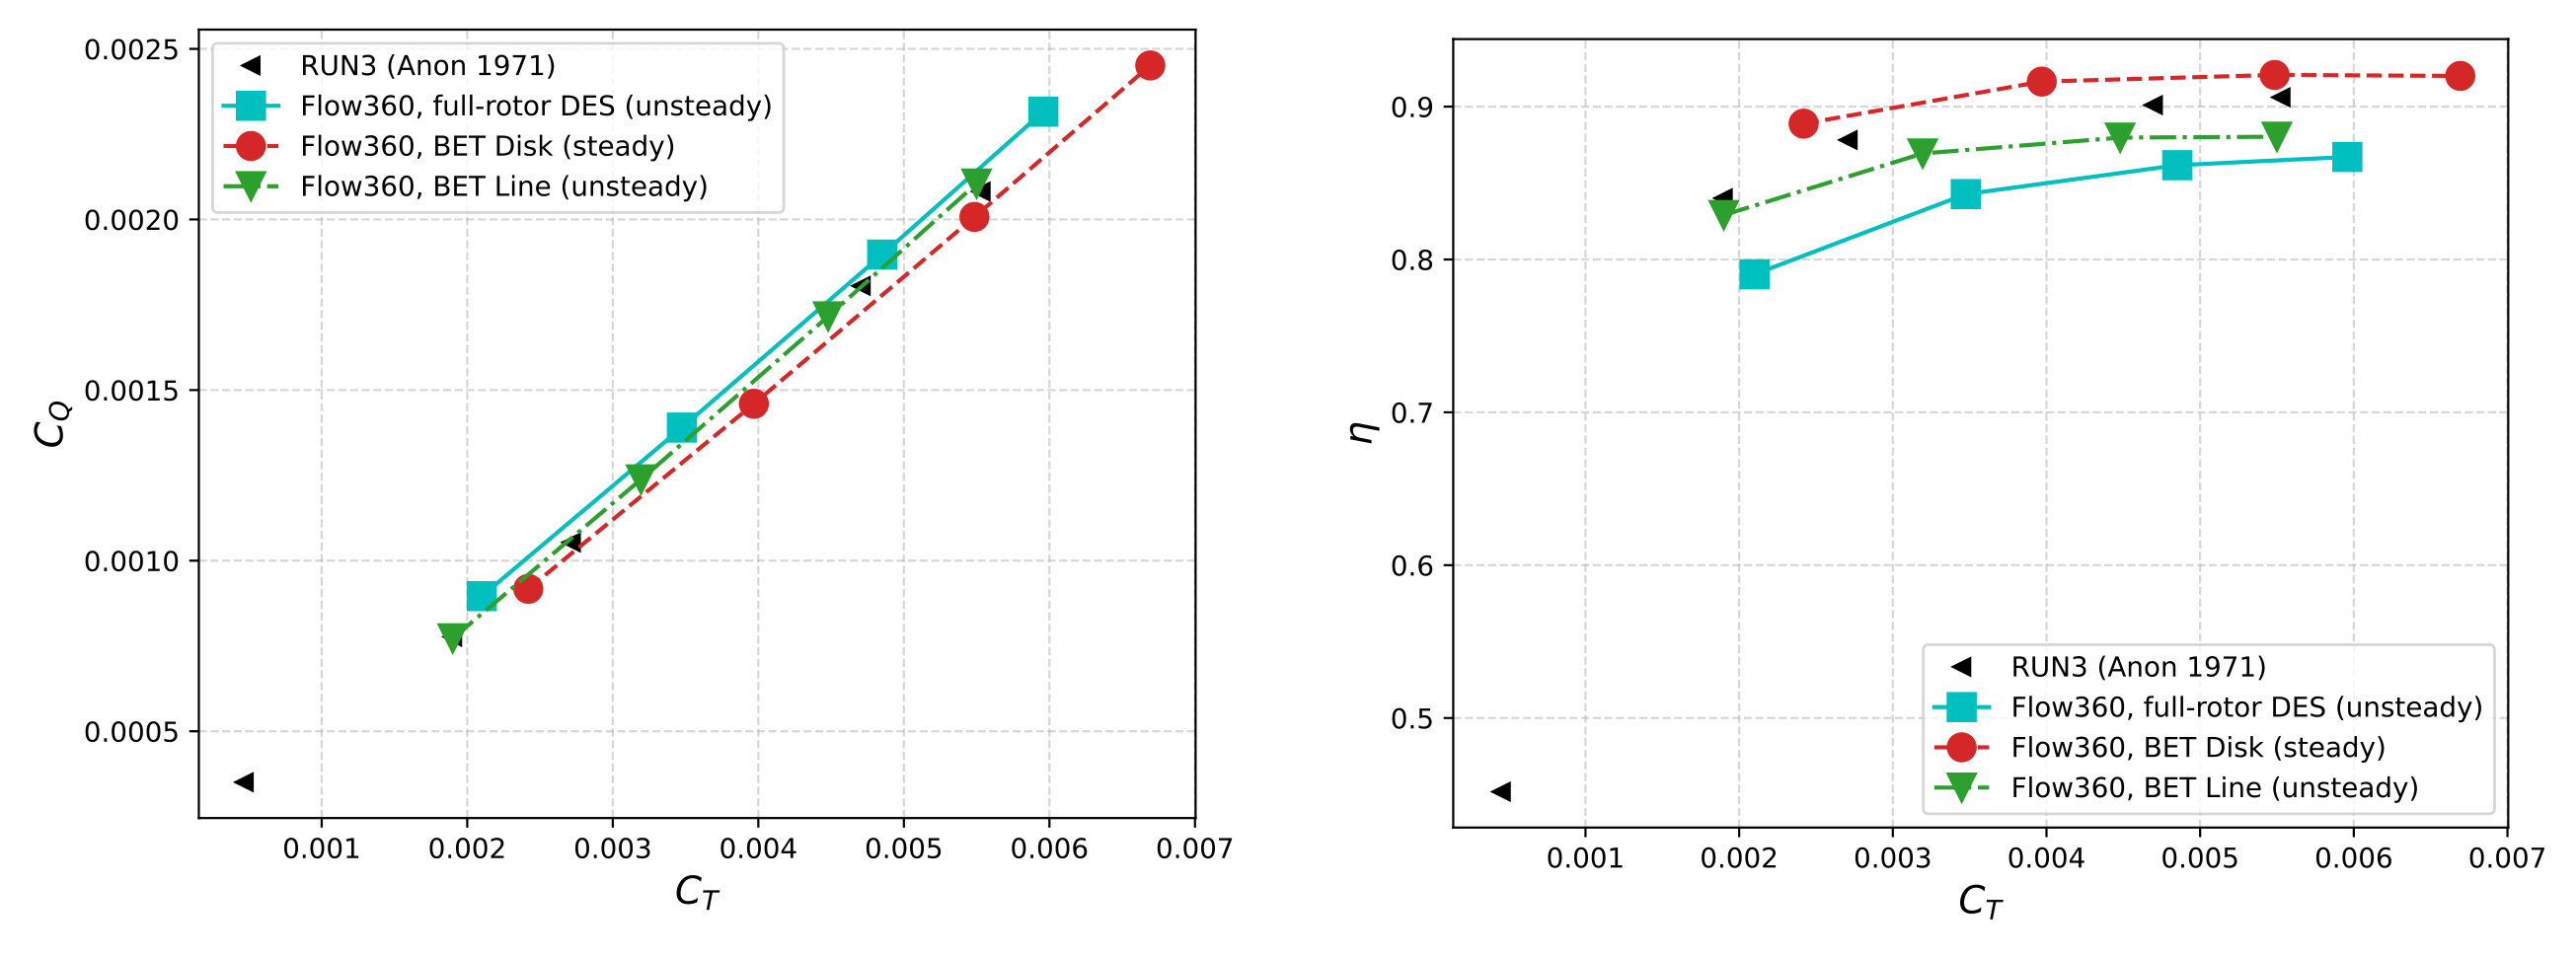 0.0025
0.0020
0.0015
0.0010
0.0005
C_Q
RUN3 (Anon 1971)
Flow360, full-rotor DES (unsteady)
Flow360, BET Disk (steady)
Flow360, BET Line (unsteady)
0.001 0.002 0.003 0.004 0.005 0.006 0.007
C_T
0.9
0.8
0.7
0.6
0.5
η
RUN3 (Anon 1971)
Flow360, full-rotor DES (unsteady)
Flow360, BET Disk (steady)
Flow360, BET Line (unsteady)
0.001 0.002 0.003 0.004 0.005 0.006 0.007
C_T